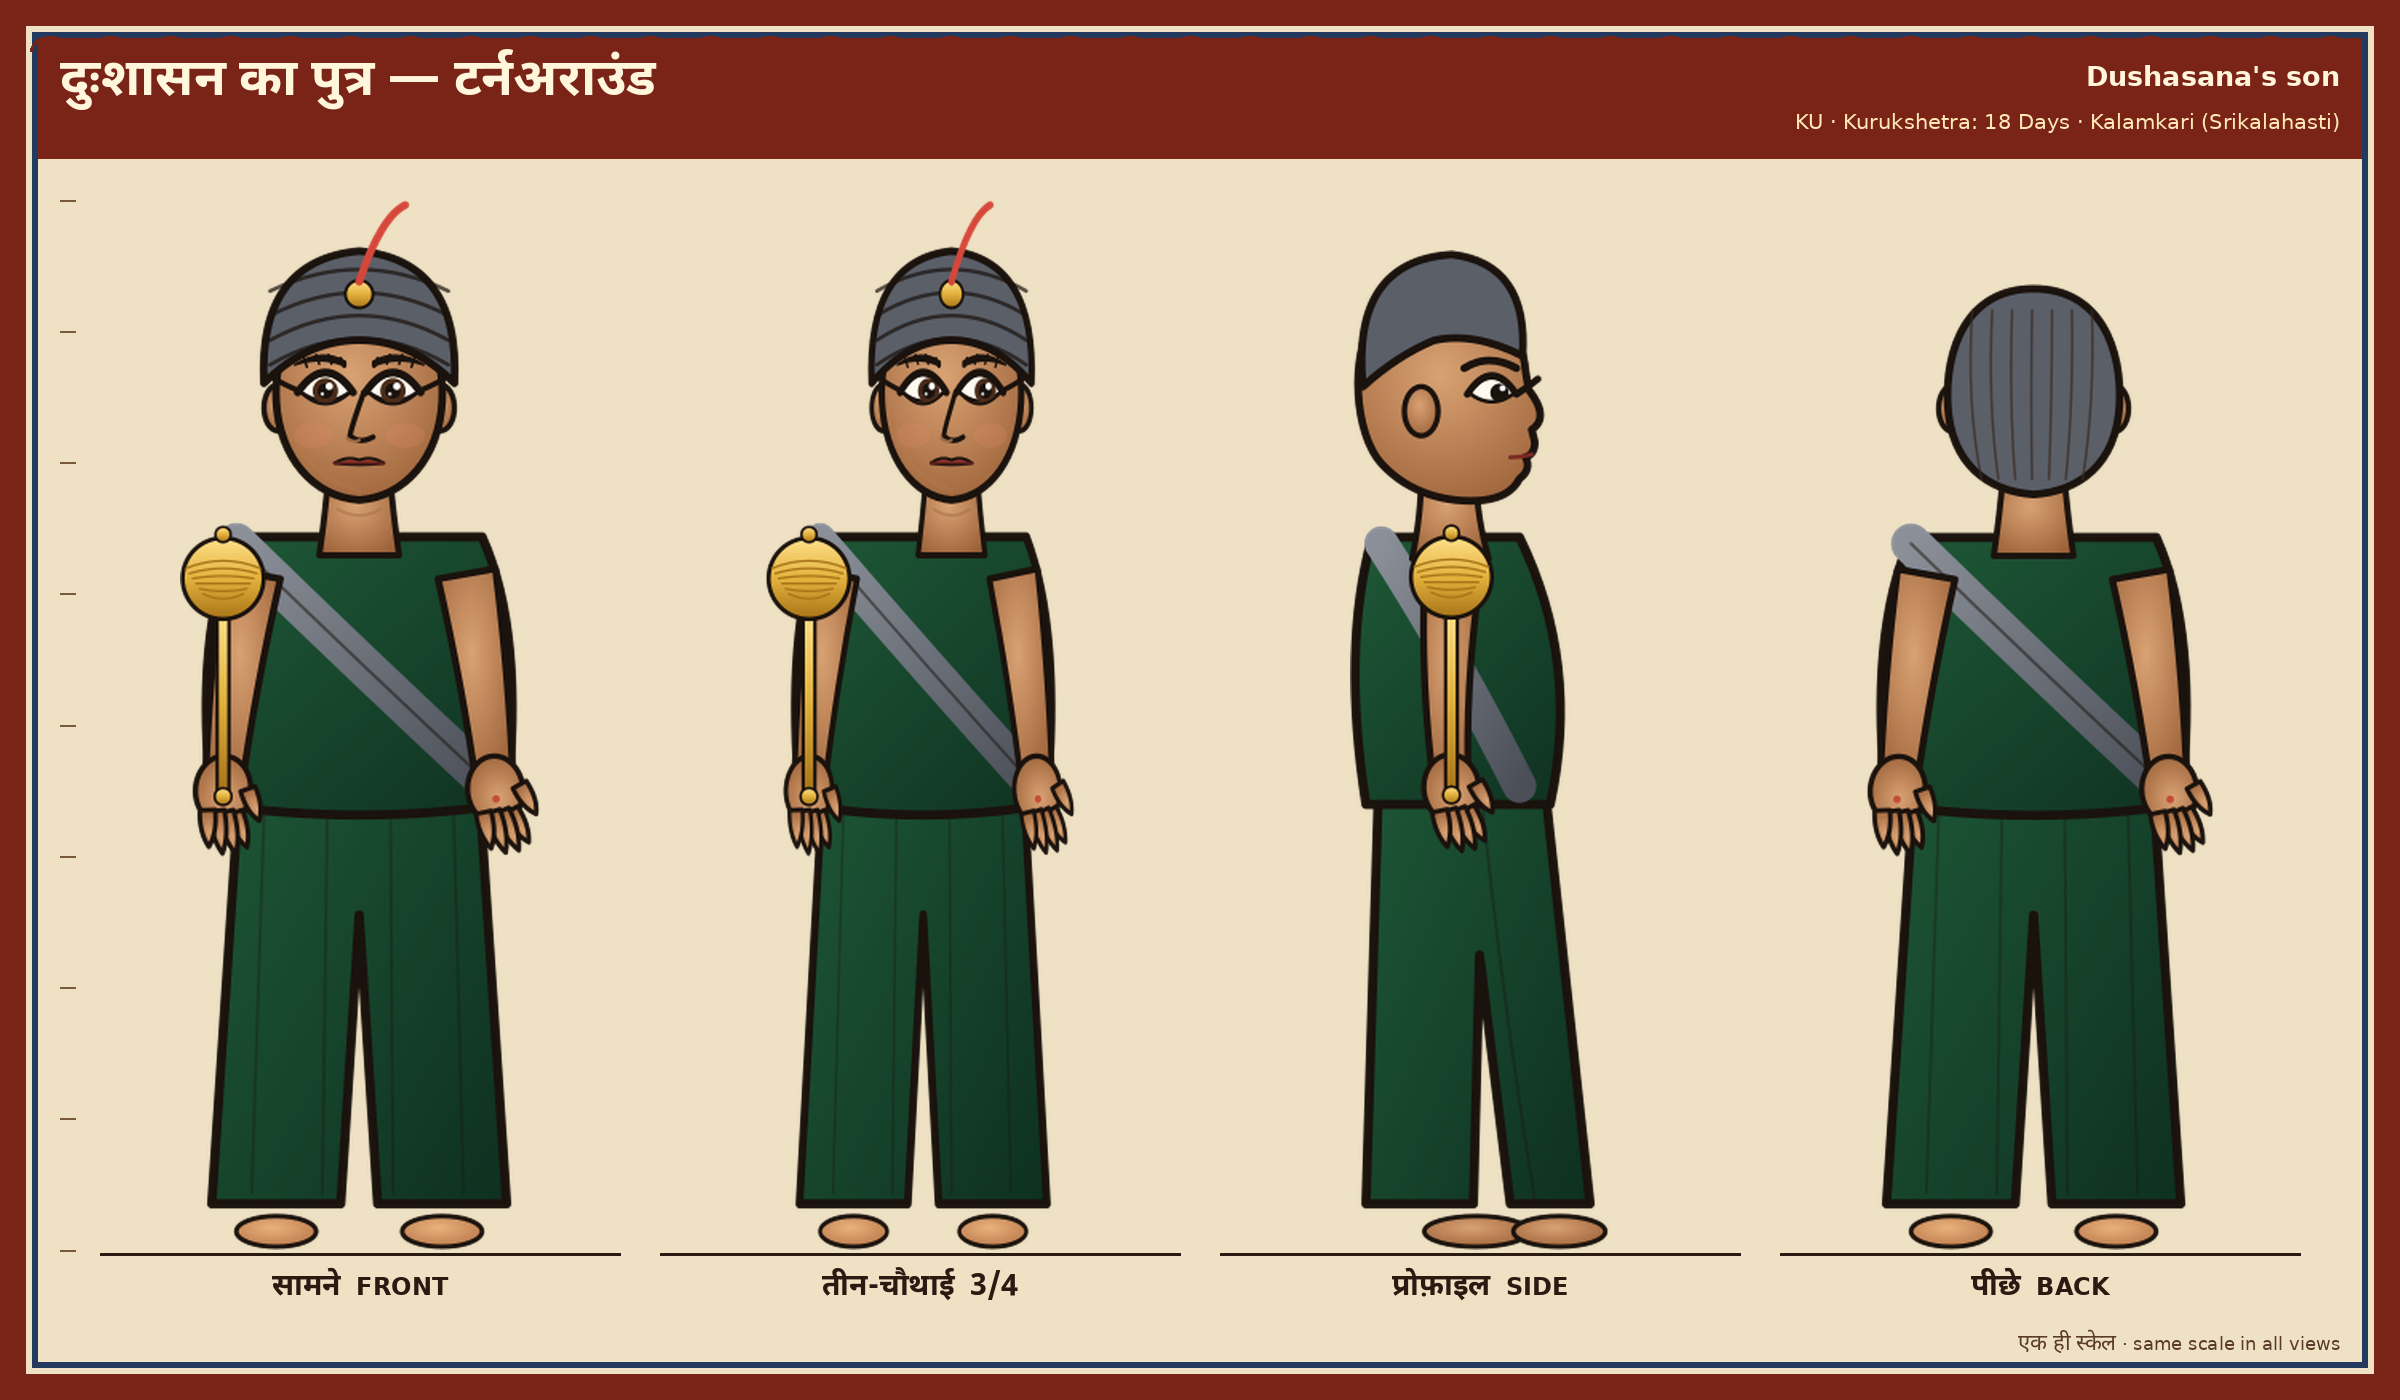 दुःशासन का पुत्र — टर्नअराउंड
Dushasana's son
KU · Kurukshetra: 18 Days · Kalamkari (Srikalahasti)
सामने FRONT
तीन-चौथाई 3/4
प्रोफ़ाइल SIDE
पीछे BACK
एक ही स्केल · same scale in all views